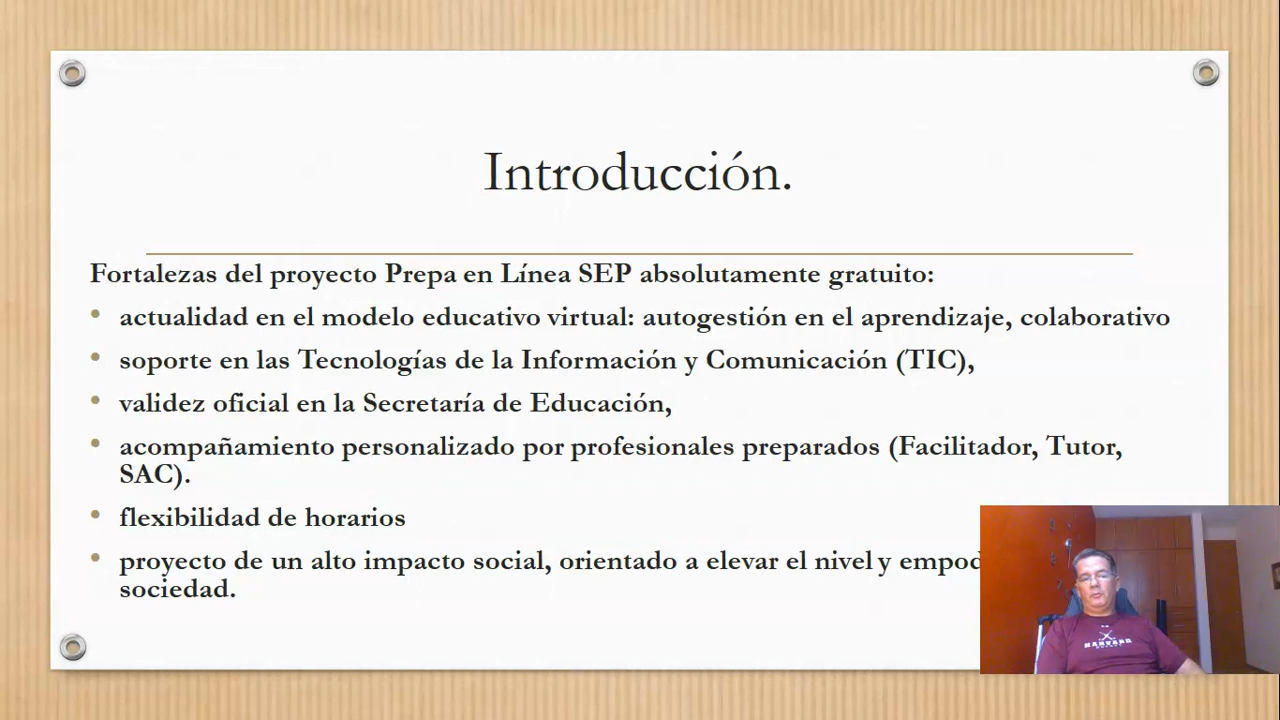 Introducción.
Fortalezas del proyecto Prepa en Línea SEP absolutamente gratuito:
• actualidad en el modelo educativo virtual: autogestión en el aprendizaje, colaborativo
• soporte en las Tecnologías de la Información y Comunicación (TIC),
• validez oficial en la Secretaría de Educación,
• acompañamiento personalizado por profesionales preparados (Facilitador, Tutor,
SAC).
• flexibilidad de horarios
• proyecto de un alto impacto social, orientado a elevar el nivel y
sociedad.
HARVARD